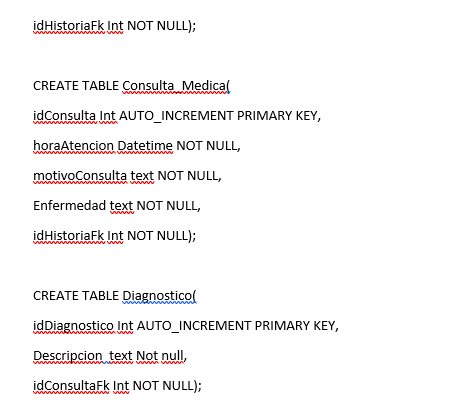 idHistoriaFk Int NOT NULL);
CREATE TABLE Consulta_Medica(
idConsulta Int AUTO_INCREMENT PRIMARY KEY,
horaAtencion Datetime NOT NULL,
motivoConsulta text NOT NULL,
Enfermedad text NOT NULL,
idHistoriaFk Int NOT NULL);
CREATE TABLE Diagnostico(
idDiagnostico Int AUTO_INCREMENT PRIMARY KEY,
Descripcion text Not null,
idConsultaFk Int NOT NULL);